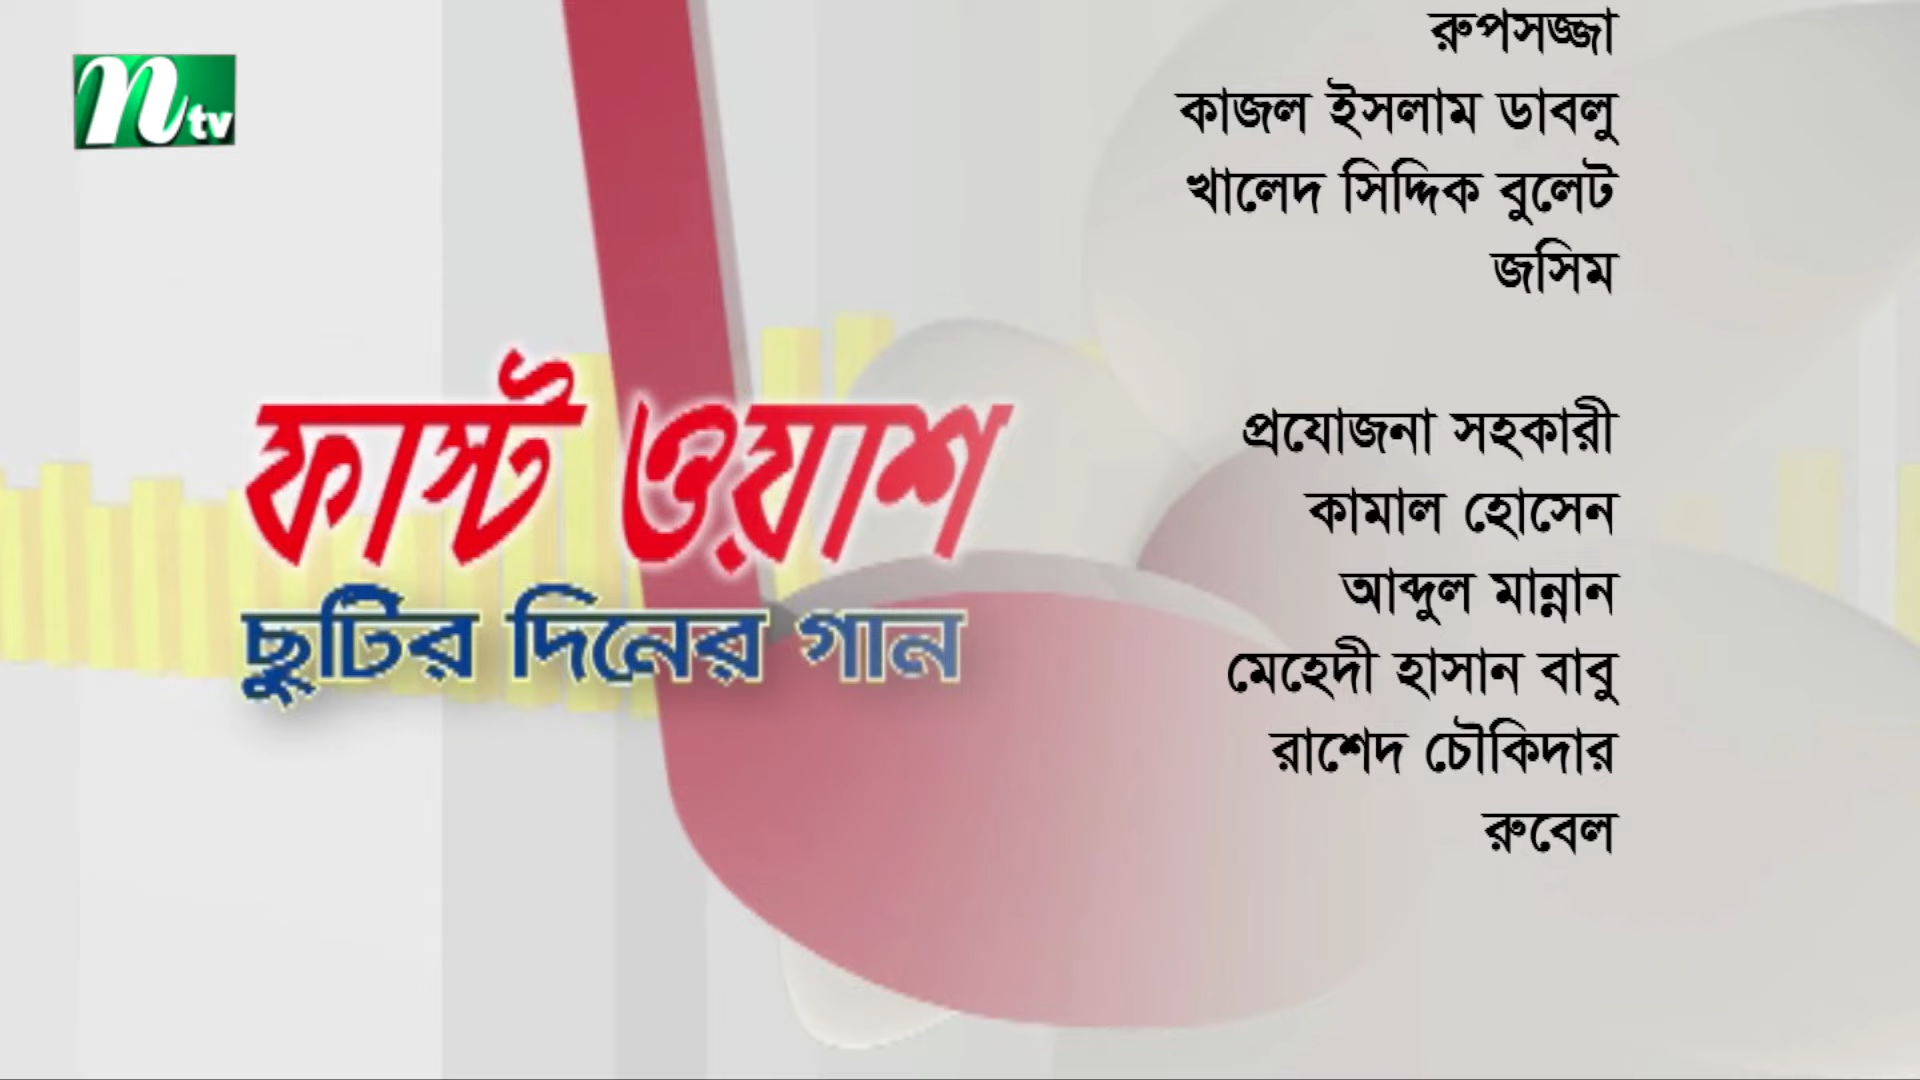 ntv
ফাস্ট ওয়াশ
ছুটির দিনের গান
রুপসজ্জা
কাজল ইসলাম ডাবলু
খালেদ সিদ্দিক বুলেট
জসিম
প্রযোজনা সহকারী
কামাল হোসেন
আব্দুল মান্নান
মেহেদী হাসান বাবু
রাশেদ চৌকিদার
রুবেল